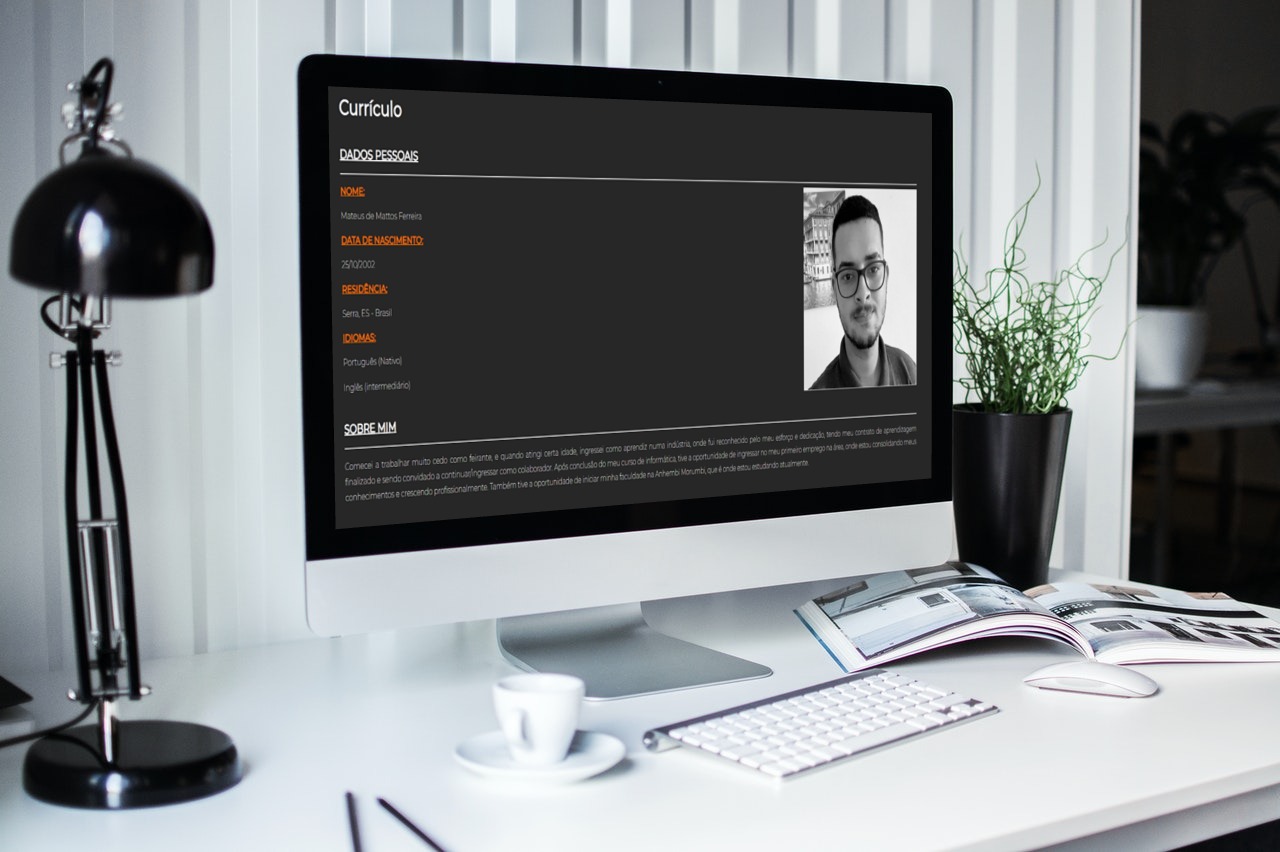 Currículo
DADOS PESSOAIS
NOME:
Mateus de Mattos Ferreira
DATA DE NASCIMENTO:
25/10/2002
RESIDÊNCIA:
Serra, ES - Brasil
IDIOMAS:
Português (Nativo)
Inglês (intermediário)
SOBRE MIM
Comecei a trabalhar muito cedo como feirante, e quando atingi certa idade, ingressei como aprendiz numa indústria, onde fui reconhecido pelo meu esforço e dedicação, tendo meu contrato de aprendizagem
finalizado e sendo convidado a continuar/ingressar como colaborador. Após conclusão do meu curso de informática, tive a oportunidade de ingressar no meu primeiro emprego na área, onde estou consolidando meus
conhecimentos e crescendo profissionalmente. Também tive a oportunidade de iniciar minha faculdade na Anhembi Morumbi, que é onde estou estudando atualmente.